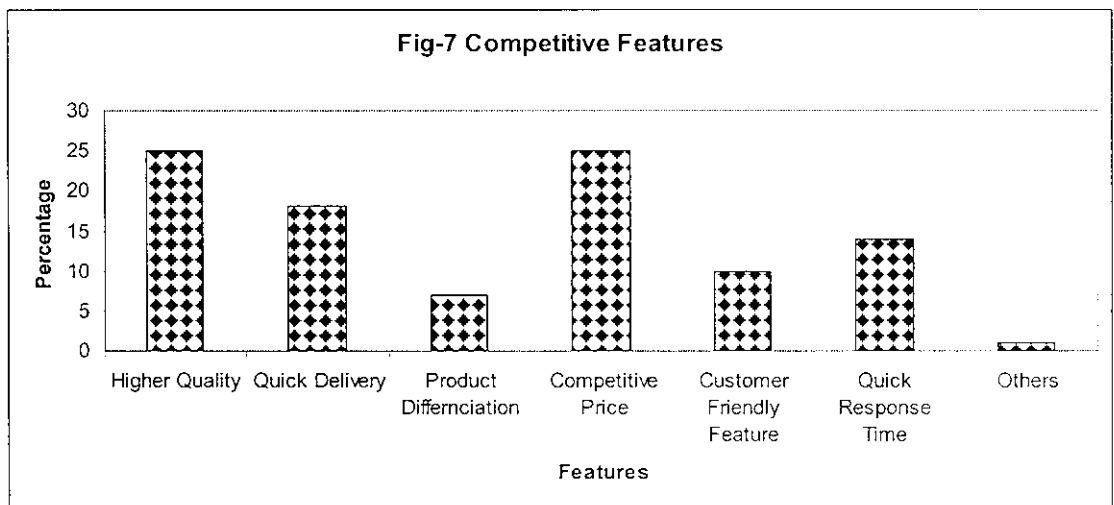 Fig-7 Competitive Features
30
25
20
15
10
5
0
Percentage
Higher Quality
Quick Delivery
Product
Differnciation
Competitive
Price
Customer
Friendly
Feature
Quick
Response
Time
Others
Features